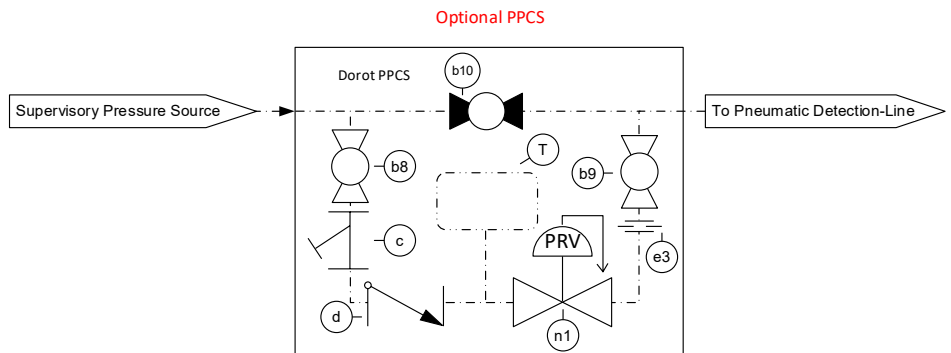 Optional PPCS
Dorot PPCS
b10
Supervisory Pressure Source
To Pneumatic Detection-Line
T
b8
b9
PRV
c
e3
d
n1